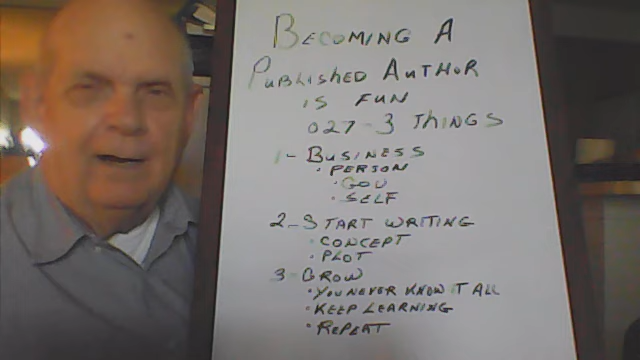 BECOMING A
PUBLISHED AUTHOR
IS FUN
027-3 THINGS
1- BUSINESS
• PERSON
• GOV
• SELF
2- START WRITING
• CONCEPT
• PLOT
3- GROW
• YOU NEVER KNOW IT ALL
• KEEP LEARNING
• REPEAT